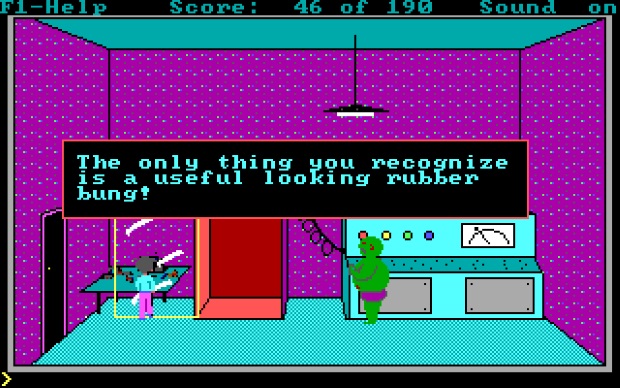 F1-Help Score: 46 of 190 Sound on
The only thing you recognize
is a useful looking rubber
bung!
>